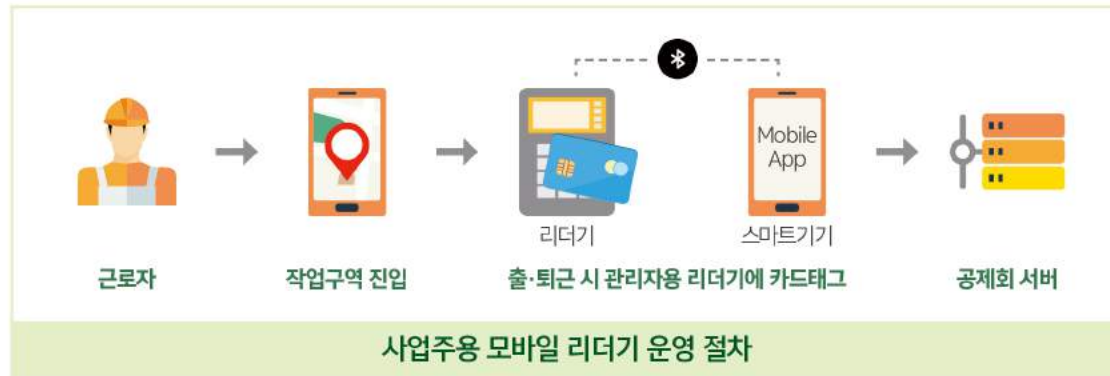 Mobile
App
리더기
스마트기기
근로자
작업구역 진입
출·퇴근 시 관리자용 리더기에 카드태그
공제회 서버
사업주용 모바일 리더기 운영 절차